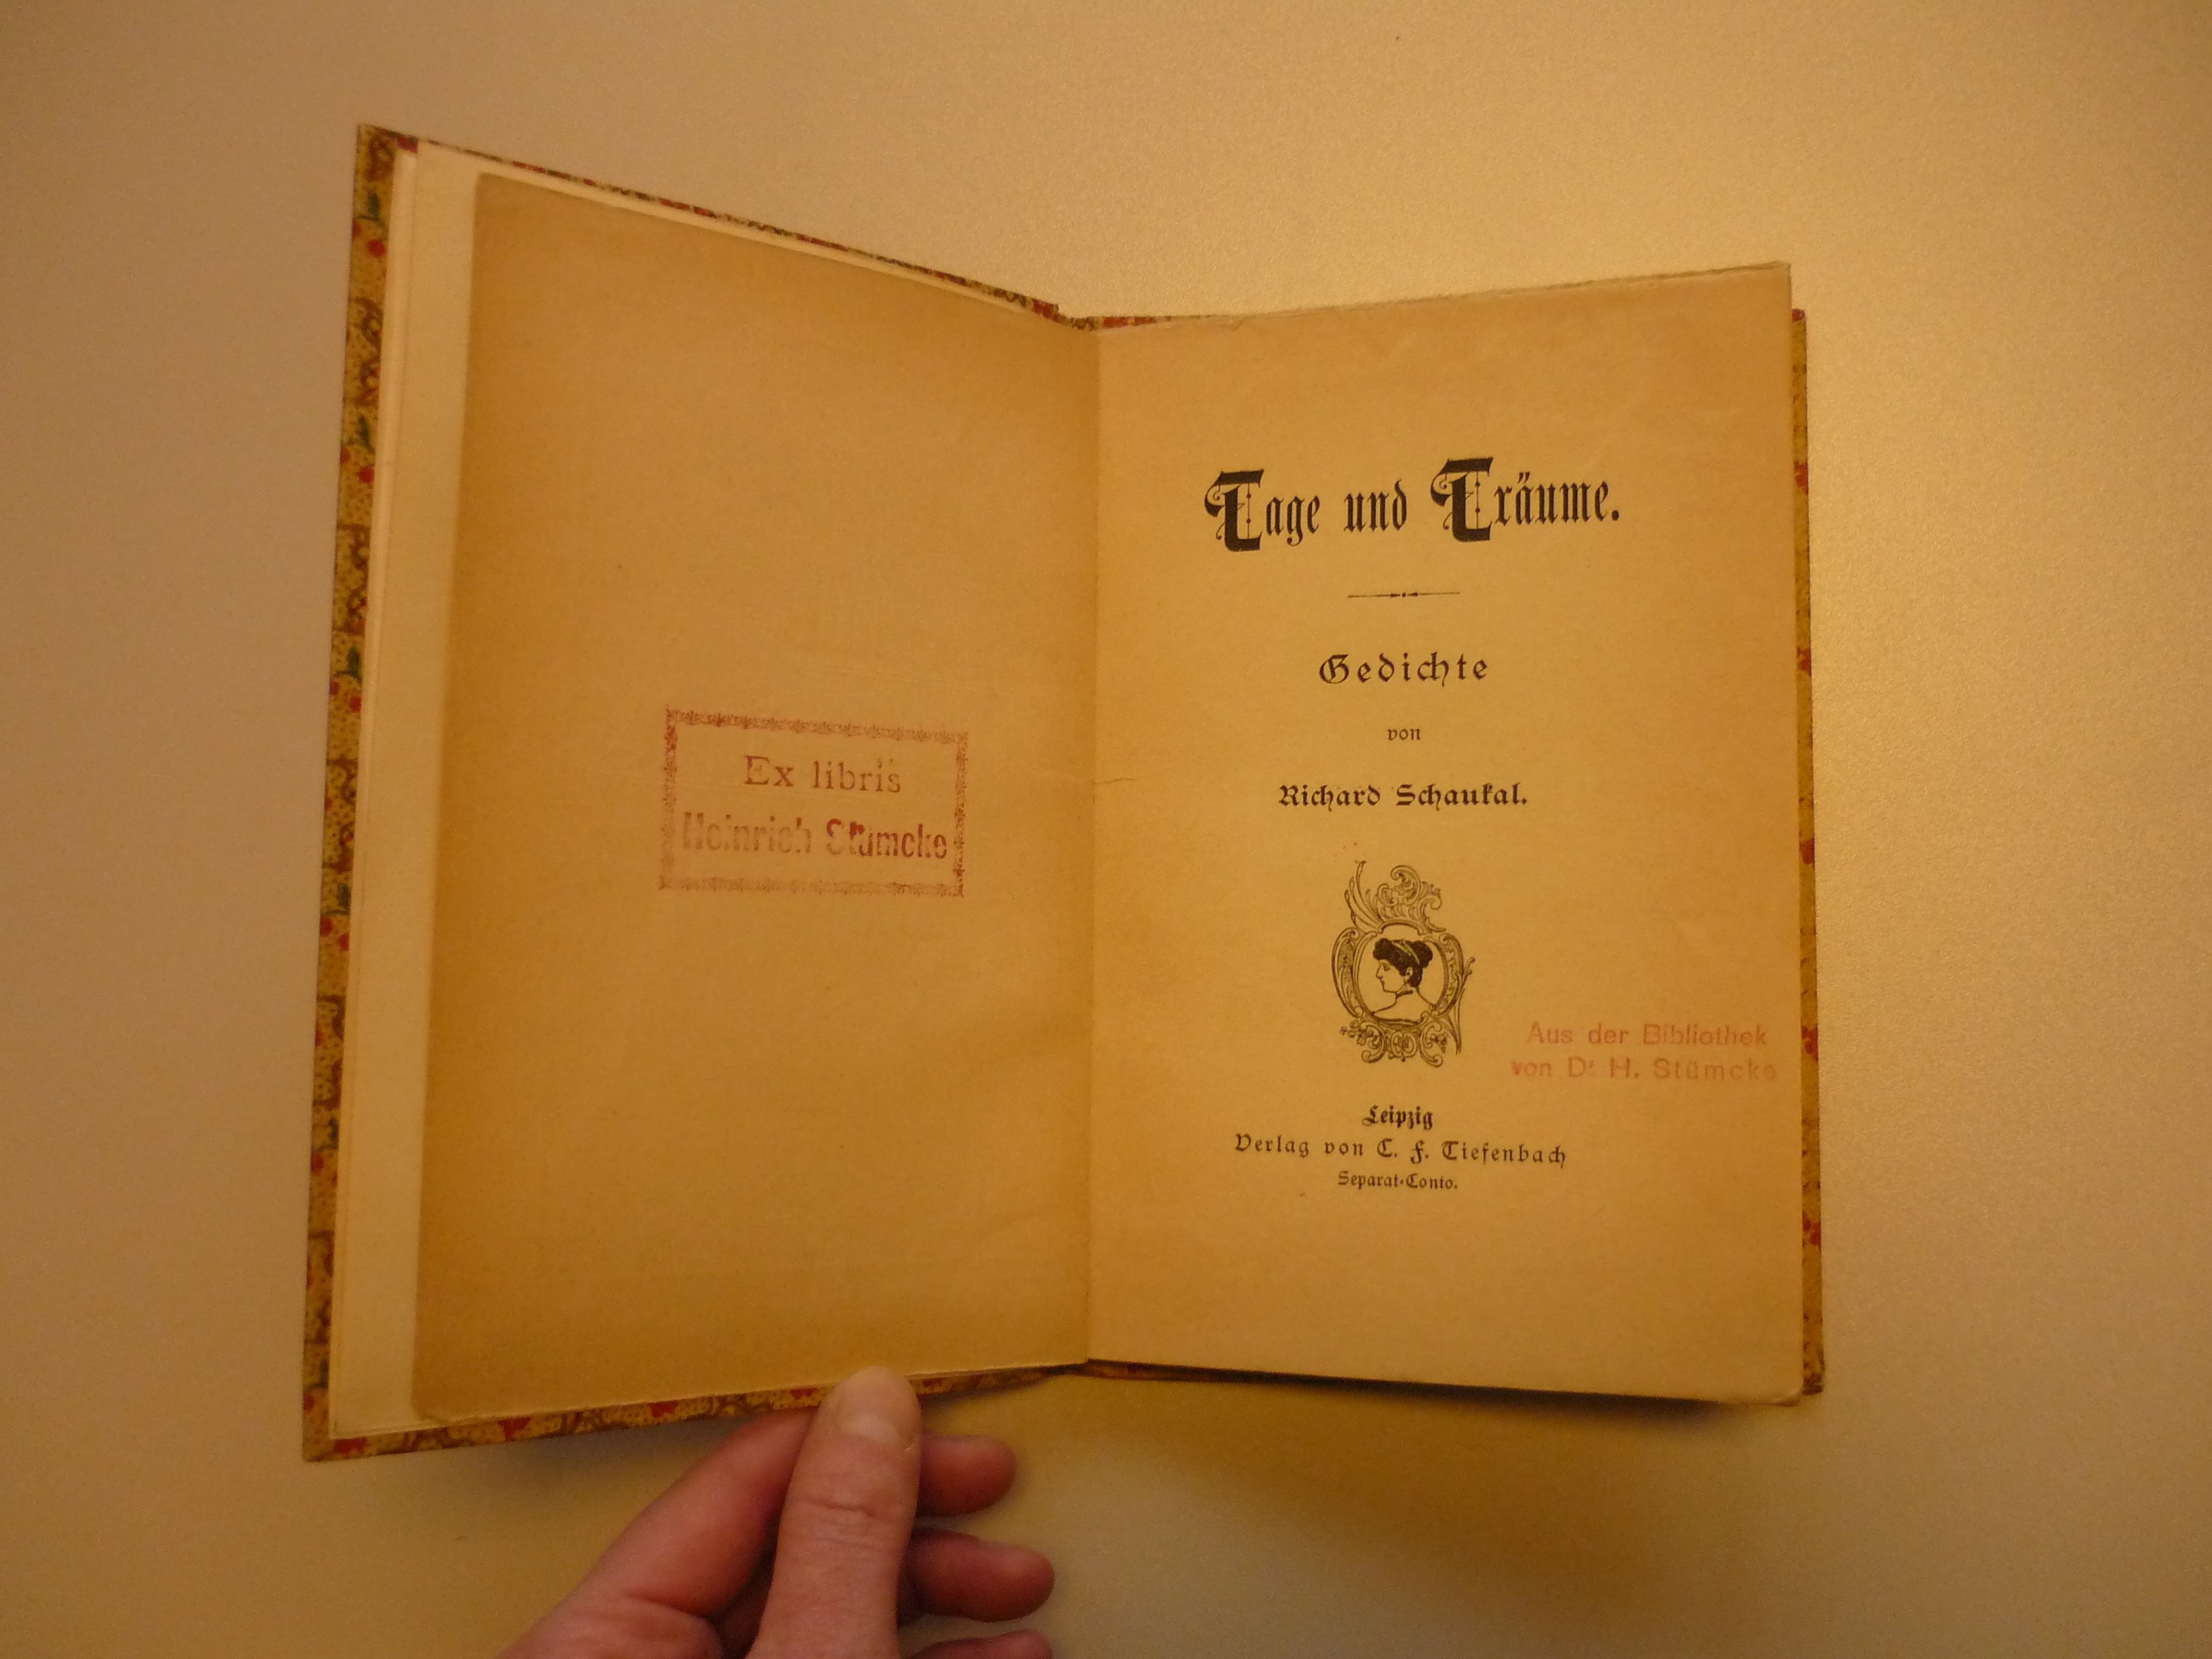 Ex libris
Heinrich Stümcke
Tage und Träume.
Gedichte
von
Richard Schaukal.
Aus der Bibliothek
von Dr H. Stümcke
Leipzig
Verlag von C. F. Tiefenbach
Separat-Conto.